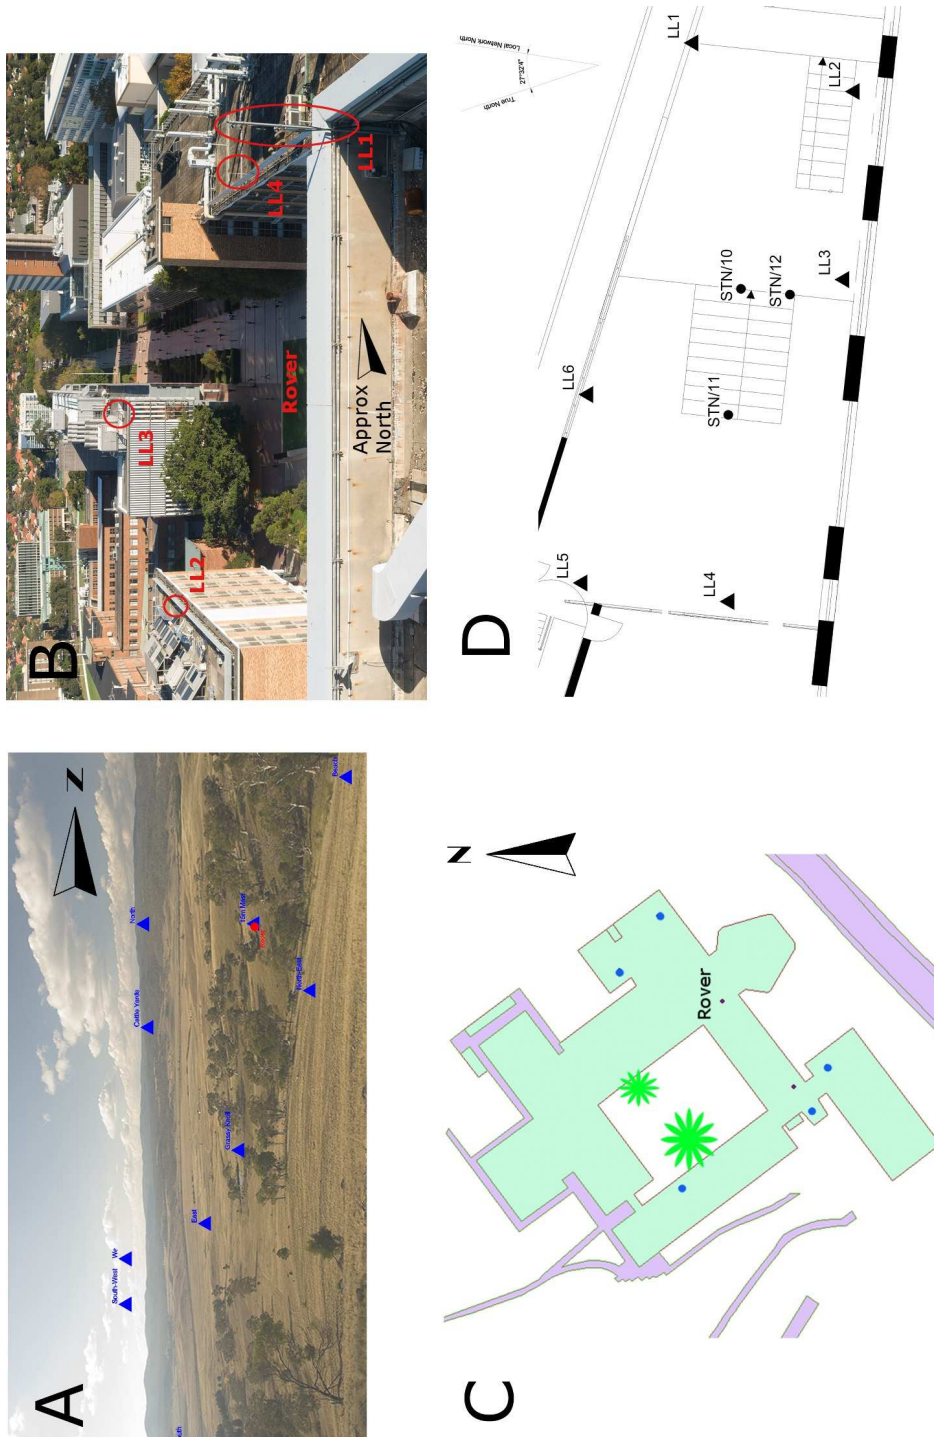 A
N
South-West
We
Cattle Yards
North
uth
East
Grassy Knoll
15m Mast
Rover
North-East
Beach
B
LL2
LL3
LL4
Rover
LL1
Approx
North
C
N
Rover
D
True North
27°32'4"
Local Network North
LL5
LL6
LL1
LL4
STN/11
STN/10
STN/12
LL3
LL2